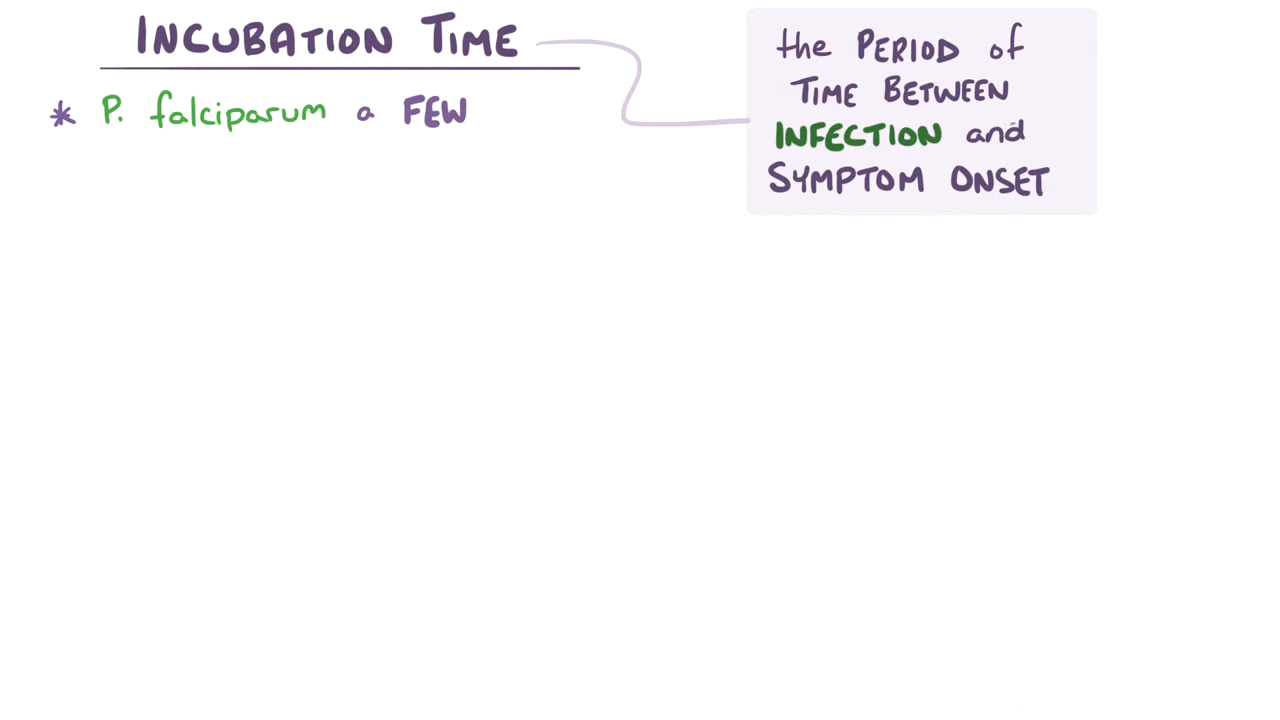 INCUBATION TIME
* P. falciparum a FEW
the PERIOD of
TIME BETWEEN
INFECTION and
SYMPTOM ONSET